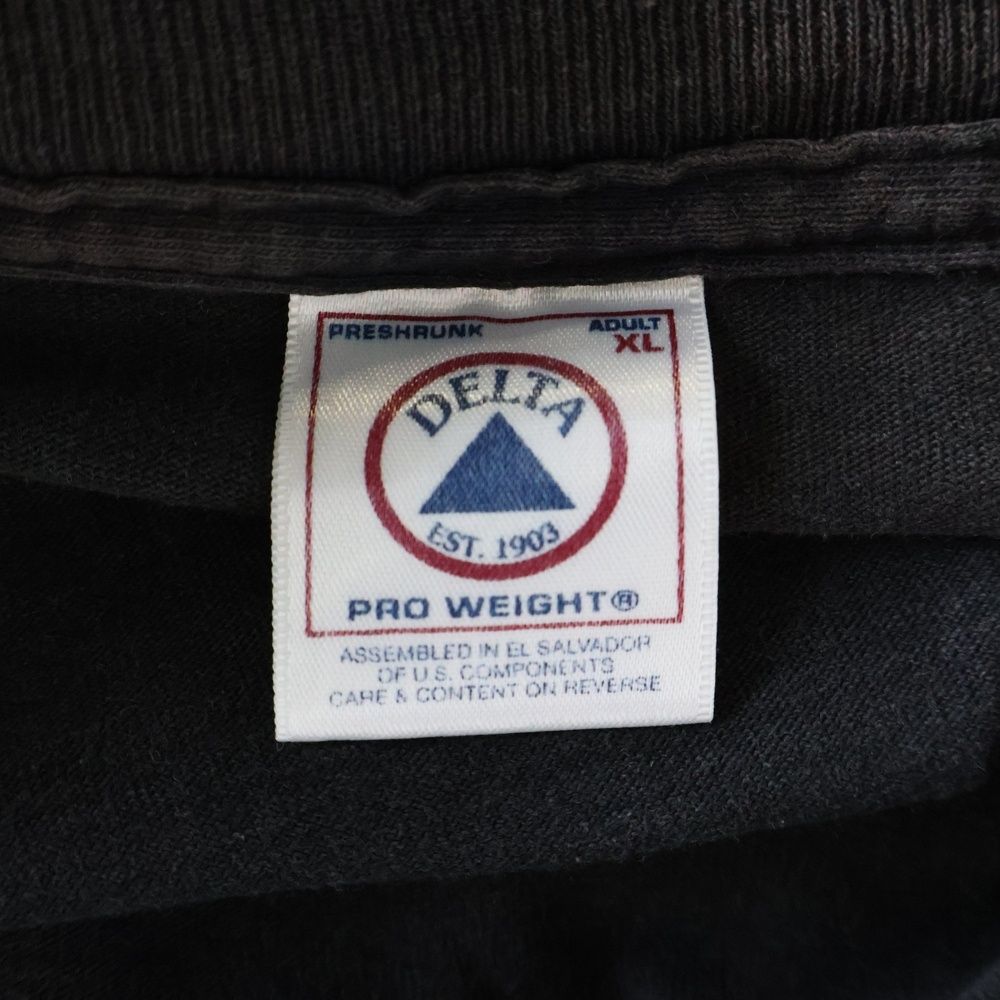 PRESHRUNK
ADULT
XL
DELTA
EST. 1903
PRO WEIGHT®
ASSEMBLED IN EL SALVADOR
OF U.S. COMPONENTS
CARE & CONTENT ON REVERSE